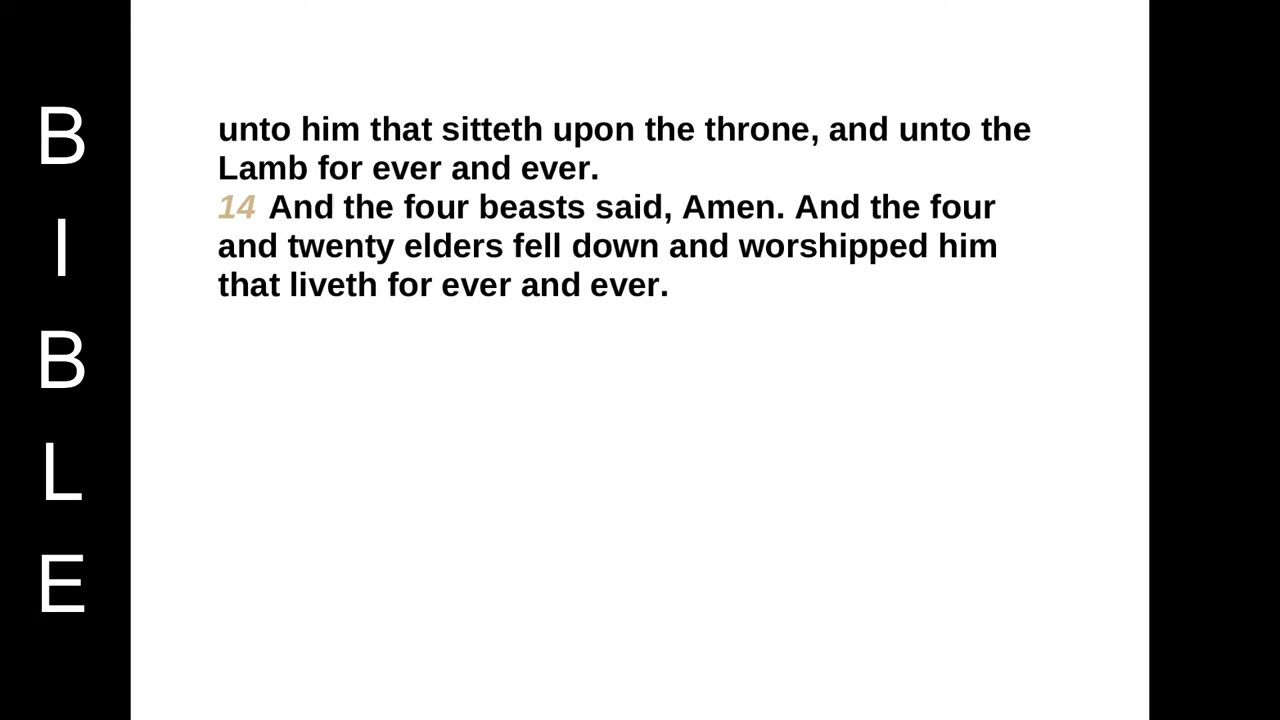 BIBLE
unto him that sitteth upon the throne, and unto the
Lamb for ever and ever.
14 And the four beasts said, Amen. And the four
and twenty elders fell down and worshipped him
that liveth for ever and ever.